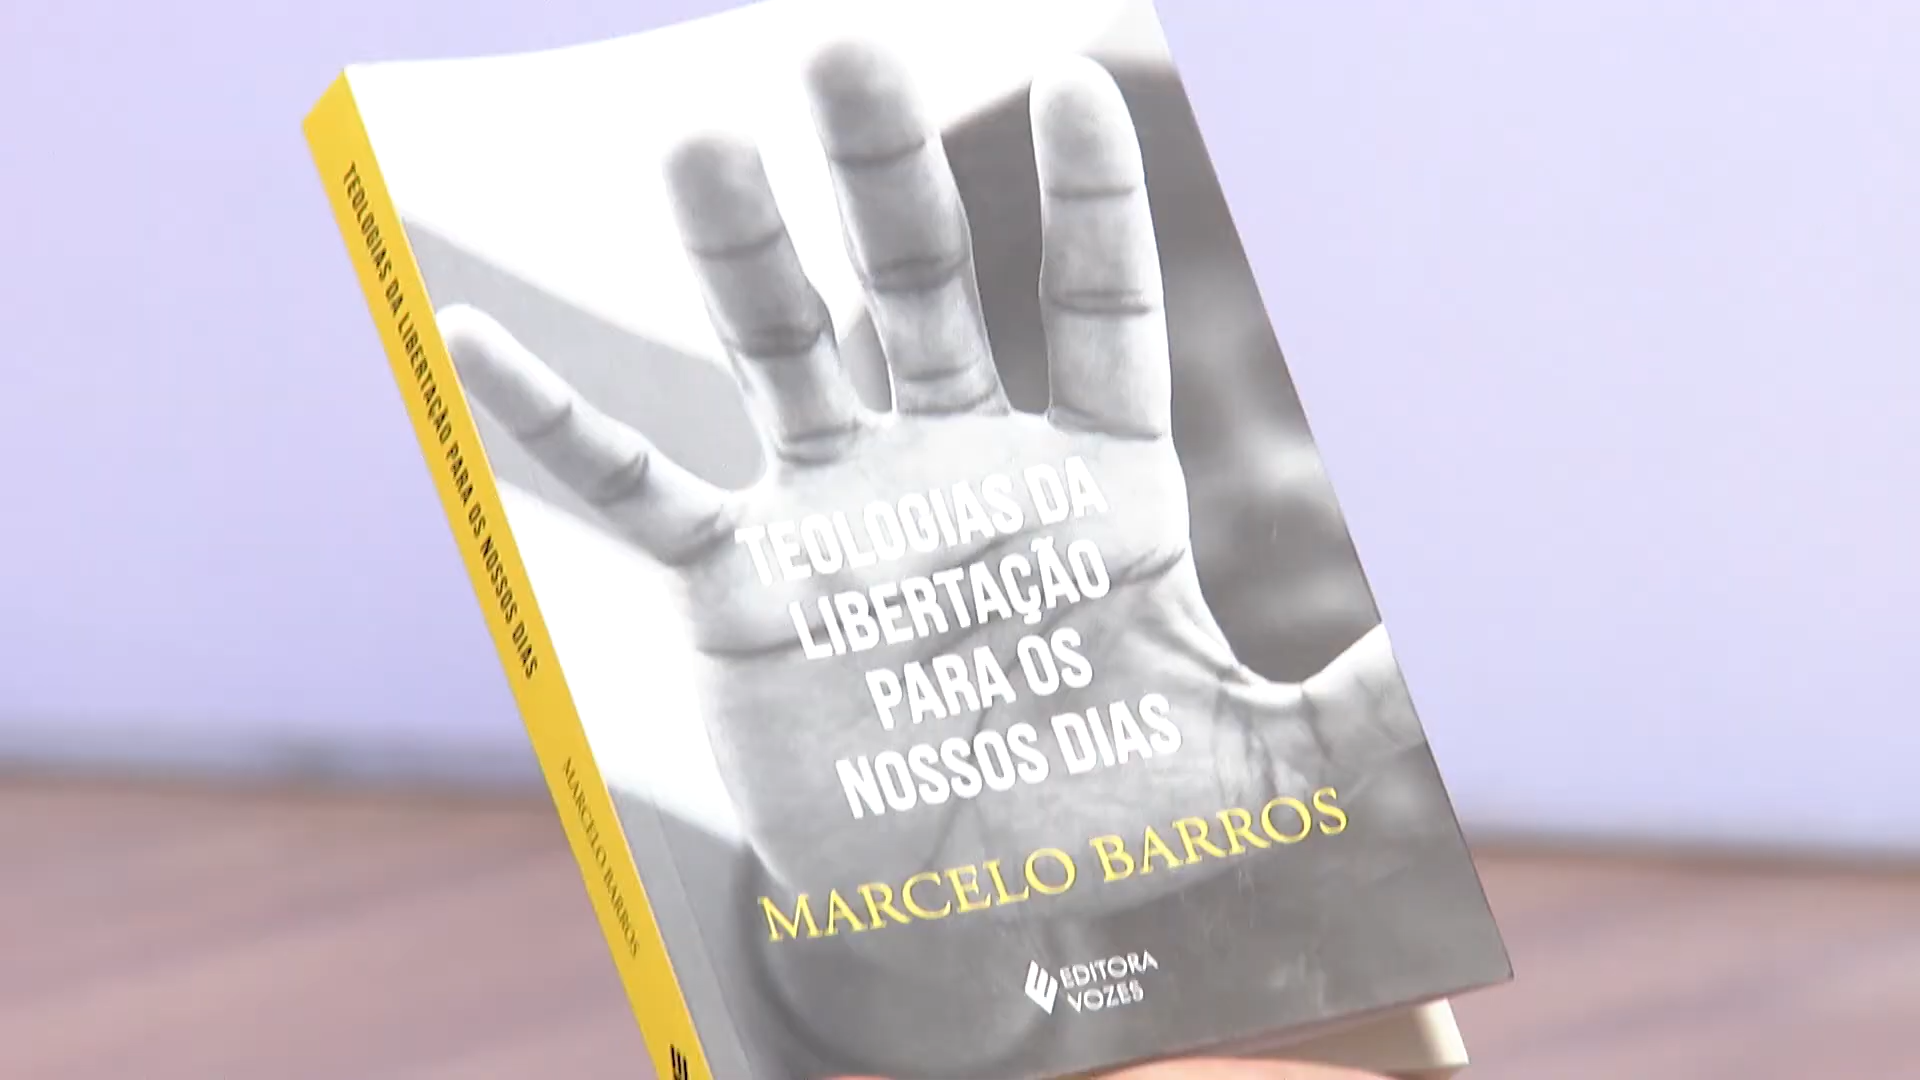 TEOLOGIAS DA LIBERTAÇÃO PARA OS NOSSOS DIAS
MARCELO BARROS
TEOLOGIAS DA
LIBERTAÇÃO
PARA OS
NOSSOS DIAS
MARCELO BARROS
EDITORA
VOZES